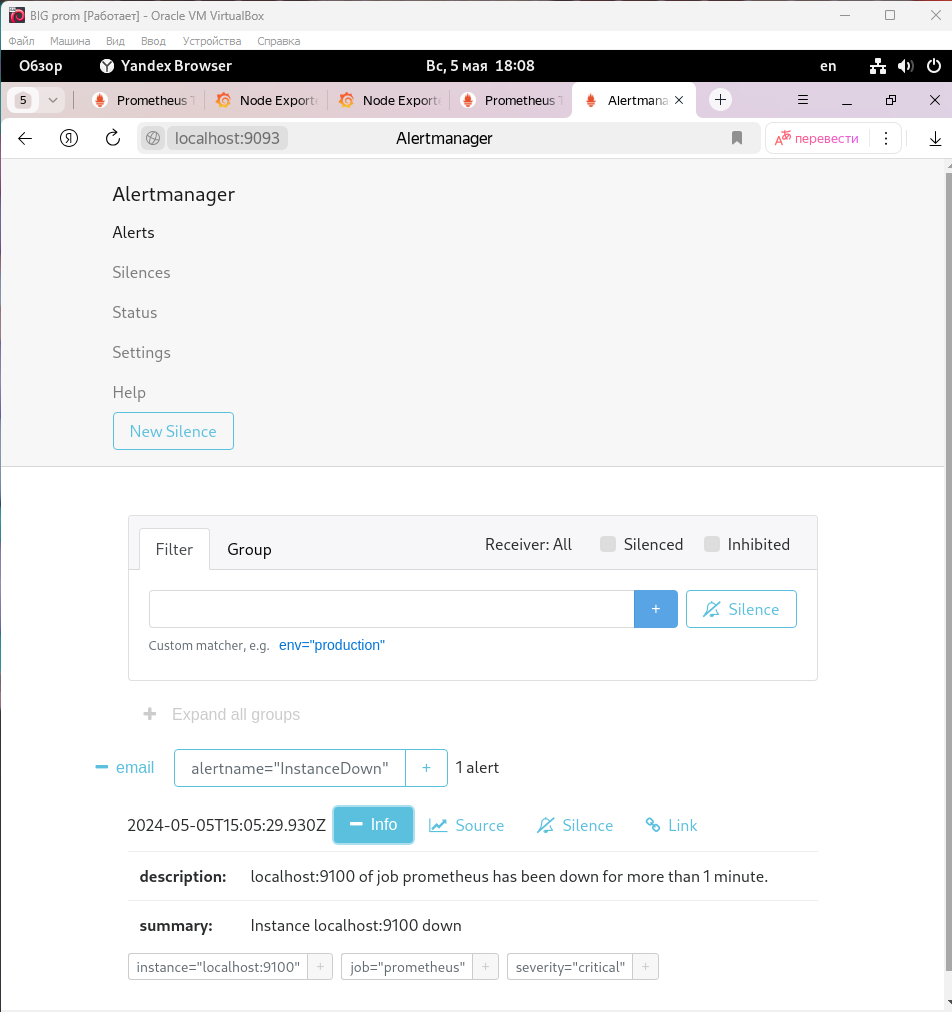 BIG prom [Работает] - Oracle VM VirtualBox
Файл Машина Вид Ввод Устройства Справка
Обзор Yandex Browser Вс, 5 мая 18:08 en
5 Prometheus Node Exporte Node Exporte Prometheus Alertmana
Я localhost:9093 Alertmanager перевести
Alertmanager
Alerts
Silences
Status
Settings
Help
New Silence
Filter Group Receiver: All Silenced Inhibited
+ Silence
Custom matcher, e.g. env="production"
+ Expand all groups
email alertname="InstanceDown" + 1 alert
2024-05-05T15:05:29.930Z Info Source Silence Link
description: localhost:9100 of job prometheus has been down for more than 1 minute.
summary: Instance localhost:9100 down
instance="localhost:9100" + job="prometheus" + severity="critical" +